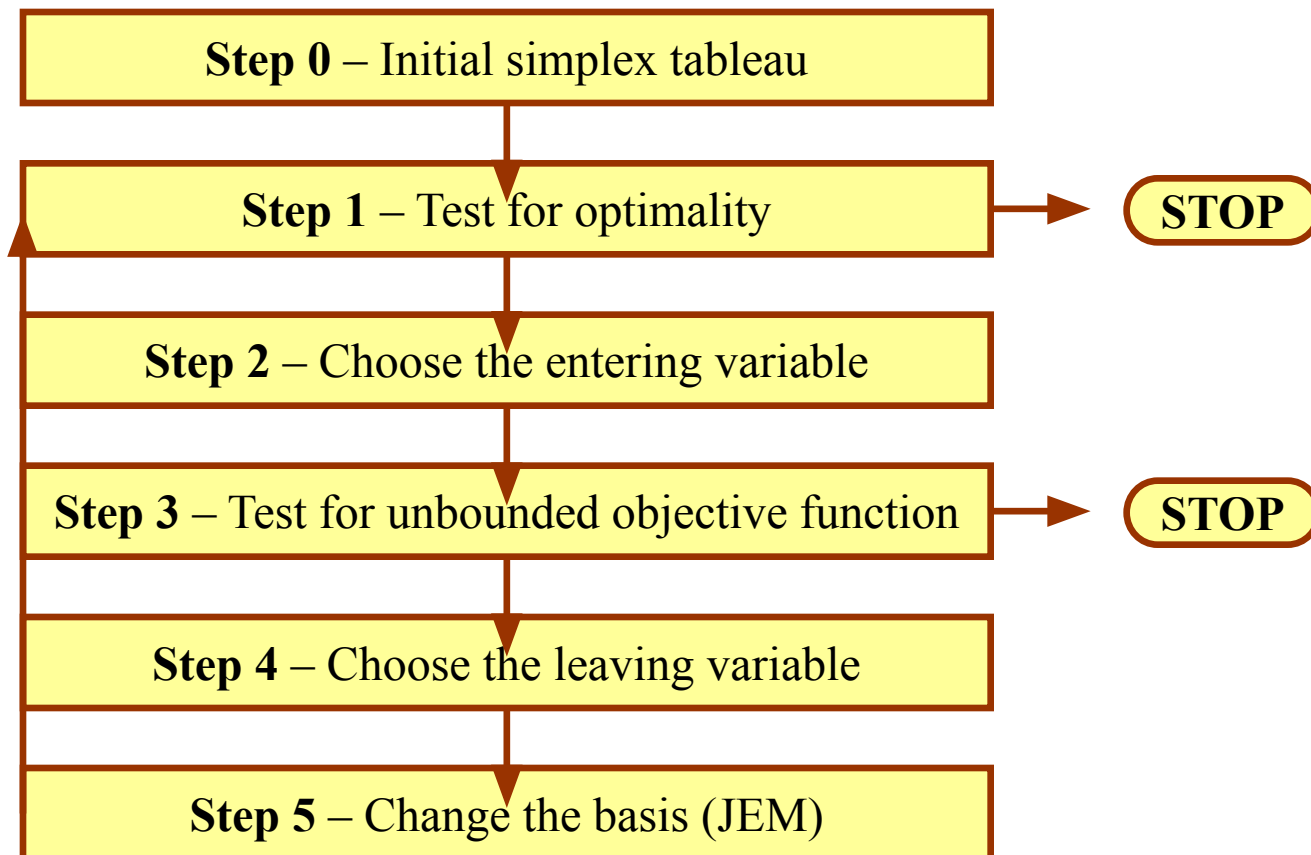 Step 0 – Initial simplex tableau
Step 1 – Test for optimality
STOP
Step 2 – Choose the entering variable
Step 3 – Test for unbounded objective function
STOP
Step 4 – Choose the leaving variable
Step 5 – Change the basis (JEM)